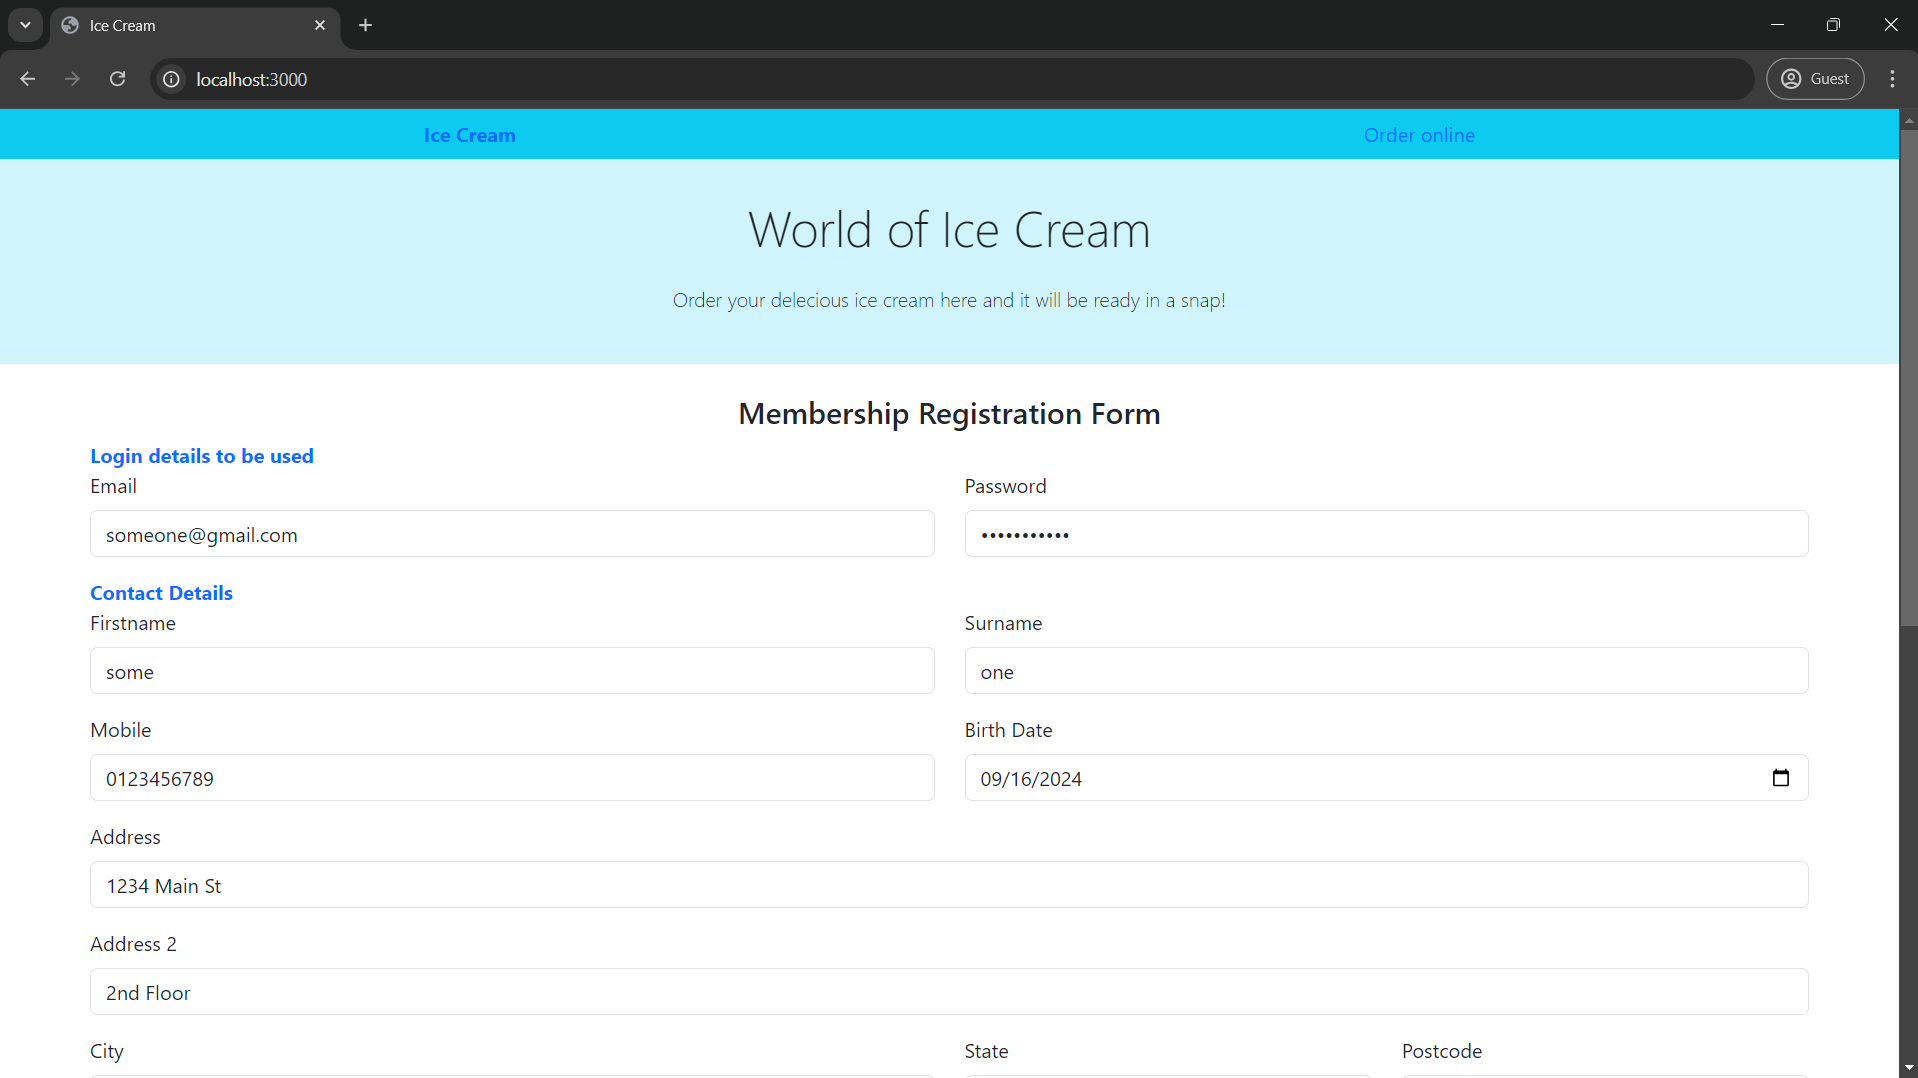 Ice Cream
localhost:3000
Guest
Ice Cream
Order online
World of Ice Cream
Order your delecious ice cream here and it will be ready in a snap!
Membership Registration Form
Login details to be used
Email
Password
someone@gmail.com
•••••••••••
Contact Details
Firstname
Surname
some
one
Mobile
Birth Date
0123456789
09/16/2024
Address
1234 Main St
Address 2
2nd Floor
City
State
Postcode